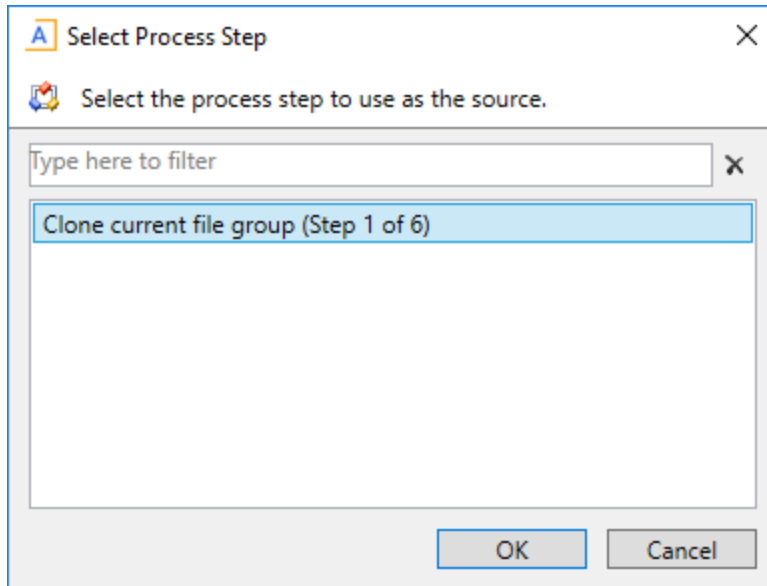 A Select Process Step
Select the process step to use as the source.
Type here to filter
Clone current file group (Step 1 of 6)
OK Cancel